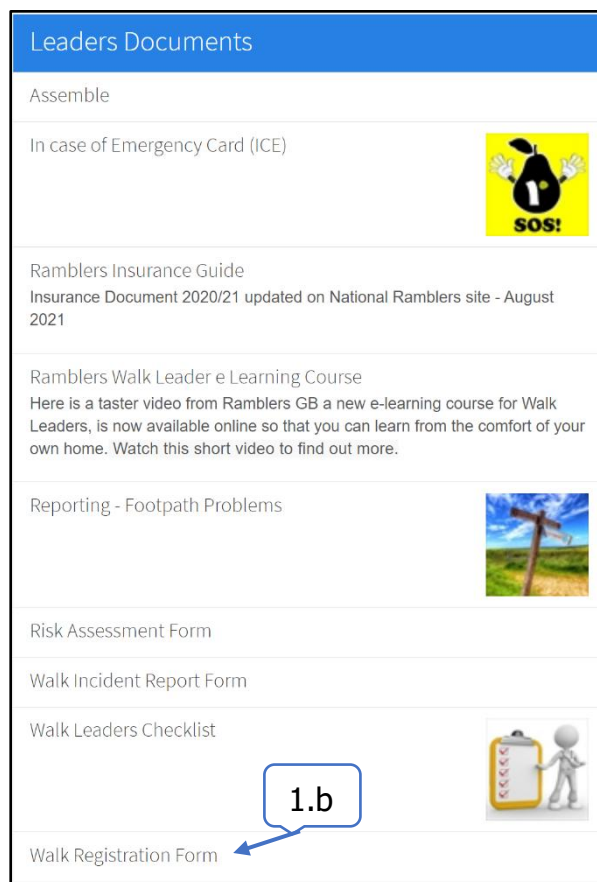 Leaders Documents
Assemble
In case of Emergency Card (ICE)
r
SOS!
Ramblers Insurance Guide
Insurance Document 2020/21 updated on National Ramblers site - August
2021
Ramblers Walk Leader e Learning Course
Here is a taster video from Ramblers GB a new e-learning course for Walk
Leaders, is now available online so that you can learn from the comfort of your
own home. Watch this short video to find out more.
Reporting - Footpath Problems
Risk Assessment Form
Walk Incident Report Form
Walk Leaders Checklist
1.b
Walk Registration Form